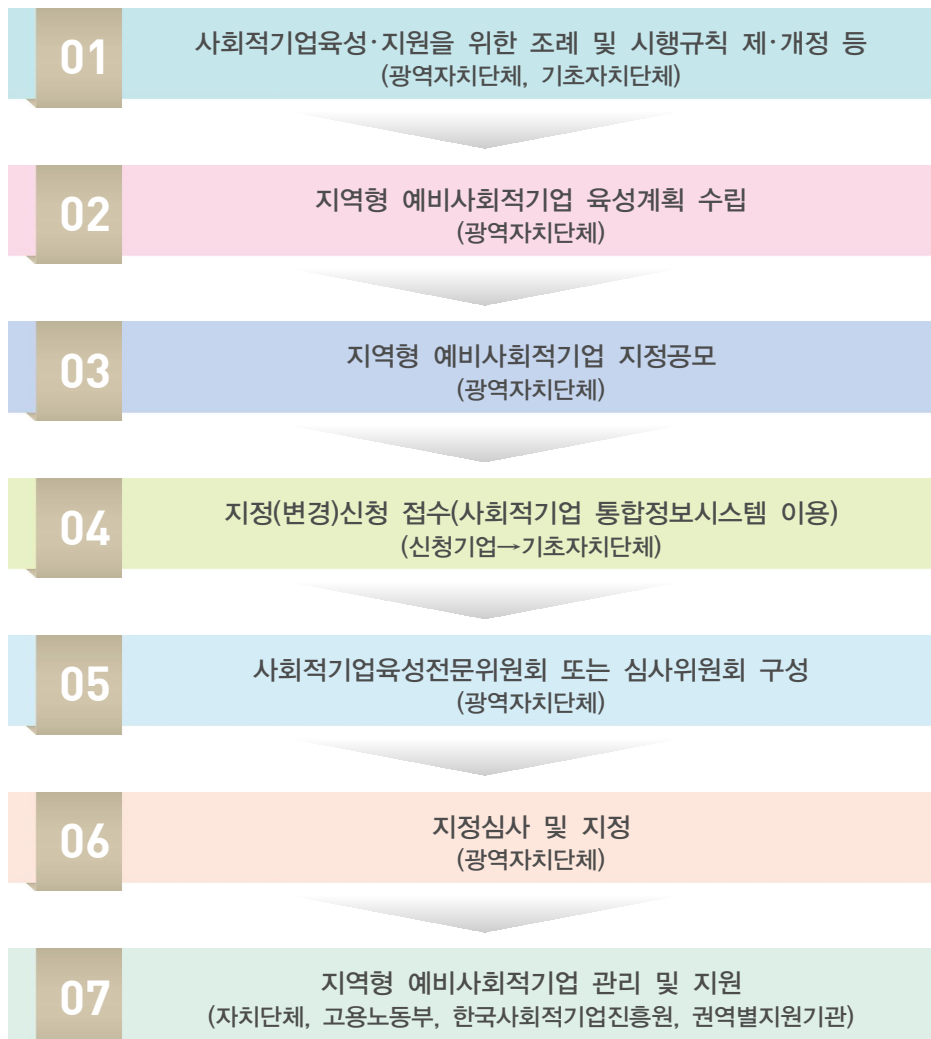 01
사회적기업육성·지원을 위한 조례 및 시행규칙 제·개정 등
(광역자치단체, 기초자치단체)
02
지역형 예비사회적기업 육성계획 수립
(광역자치단체)
03
지역형 예비사회적기업 지정공모
(광역자치단체)
04
지정(변경)신청 접수(사회적기업 통합정보시스템 이용)
(신청기업→기초자치단체)
05
사회적기업육성전문위원회 또는 심사위원회 구성
(광역자치단체)
06
지정심사 및 지정
(광역자치단체)
07
지역형 예비사회적기업 관리 및 지원
(자치단체, 고용노동부, 한국사회적기업진흥원, 권역별지원기관)